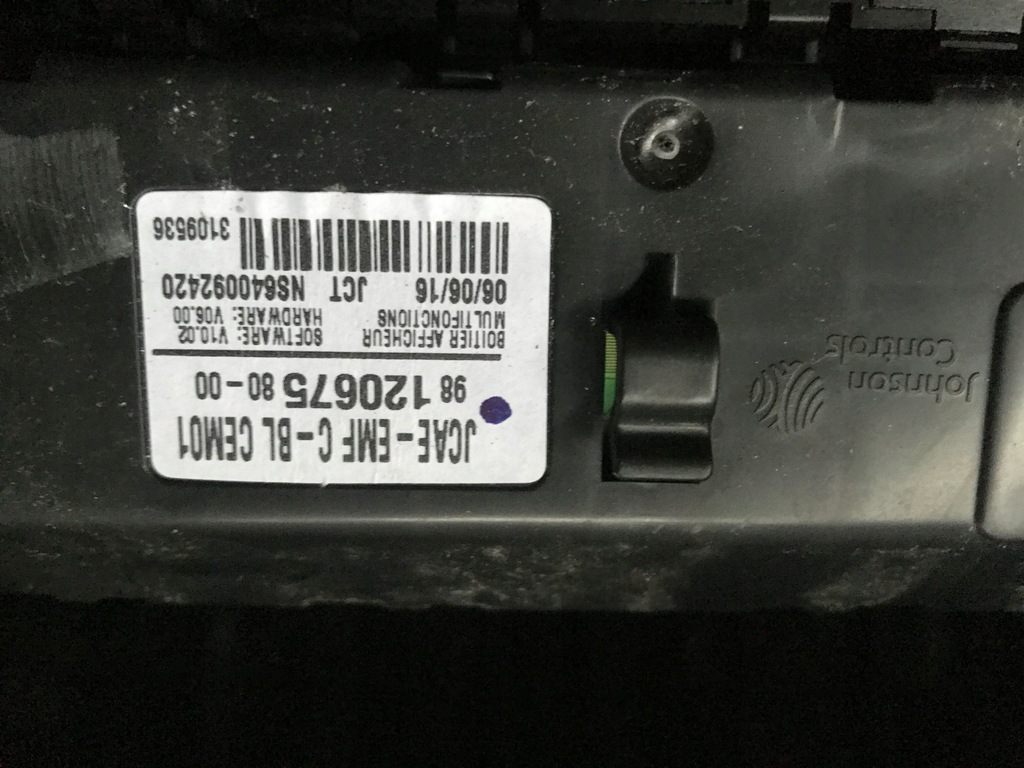 JCAE-EMF C-BL CEM01
98 120675 80-00
BOITIER AFFICHEUR SOFTWARE: V10.02
MULTIFONCTIONS HARDWARE: V06.00
06/06/16 JCT NS640092420
3109536
Johnson
Controls